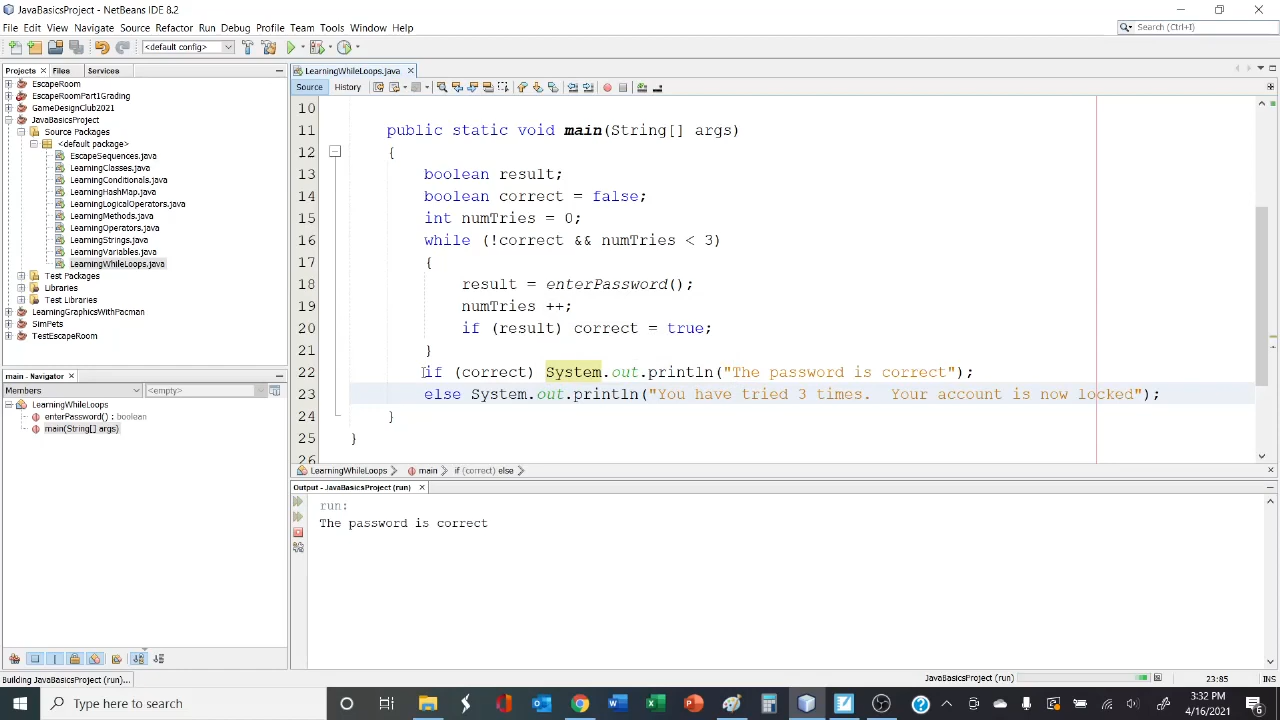 JavaBasicsProject - NetBeans IDE 8.2
File Edit View Navigate Source Refactor Run Debug Profile Team Tools Window Help
Search (Ctrl+I)
<default config>
Projects Files Services
EscapeRoom
EscapeRoomPart1Grading
GameDesignClub2021
JavaBasicsProject
Source Packages
<default package>
EscapeSequences.java
LearningClasses.java
LearningConditionals.java
LearningHashMap.java
LearningLogicalOperators.java
LearningMethods.java
LearningOperators.java
LearningStrings.java
LearningVariables.java
LearningWhileLoops.java
Test Packages
Libraries
Test Libraries
LearningGraphicsWithPacman
SimPets
TestEscapeRoom
main - Navigator
Members <empty>
LearningWhileLoops
enterPassword() : boolean
main(String[] args)
LearningWhileLoops.java
Source History
10
11 public static void main(String[] args)
12 {
13 boolean result;
14 boolean correct = false;
15 int numTries = 0;
16 while (!correct && numTries < 3)
17 {
18 result = enterPassword();
19 numTries ++;
20 if (result) correct = true;
21 }
22 if (correct) System.out.println("The password is correct");
23 else System.out.println("You have tried 3 times.  Your account is now locked");
24 }
25 }
26
LearningWhileLoops main if (correct) else
Output - JavaBasicsProject (run)
run:
The password is correct
Building JavaBasicsProject (run)...
JavaBasicsProject (run)
23:85
INS
Type here to search
3:32 PM
4/16/2021
6